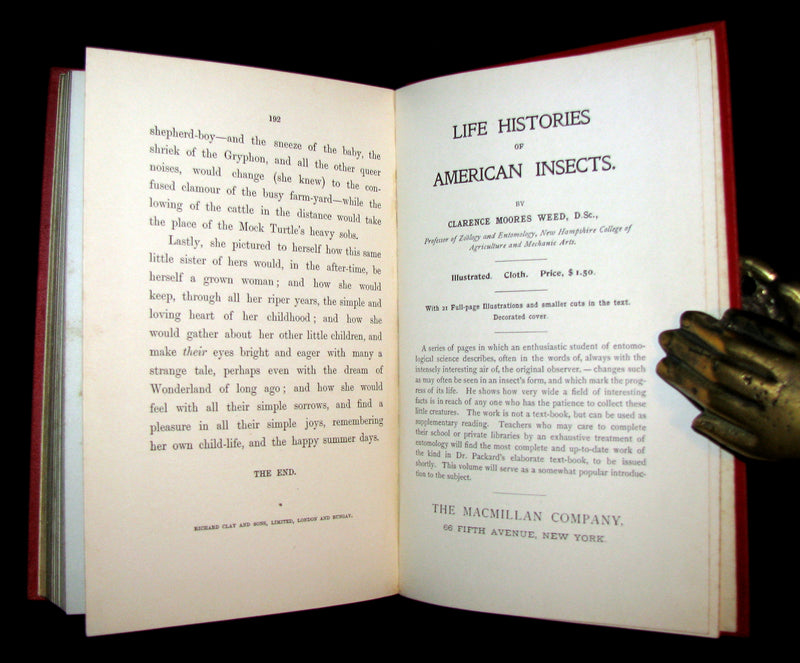 192
shepherd-boy—and the sneeze of the baby, the
shriek of the Gryphon, and all the other queer
noises, would change (she knew) to the con-
fused clamour of the busy farm-yard—while the
lowing of the cattle in the distance would take
the place of the Mock Turtle's heavy sobs.
Lastly, she pictured to herself how this same
little sister of hers would, in the after-time, be
herself a grown woman; and how she would
keep, through all her riper years, the simple and
loving heart of her childhood; and how she
would gather about her other little children, and
make their eyes bright and eager with many a
strange tale, perhaps even with the dream of
Wonderland of long ago; and how she would
feel with all their simple sorrows, and find a
pleasure in all their simple joys, remembering
her own child-life, and the happy summer days.
THE END.
RICHARD CLAY AND SONS, LIMITED, LONDON AND BUNGAY.
LIFE HISTORIES
OF
AMERICAN INSECTS.
BY
CLARENCE MOORES WEED, D.Sc.,
Professor of Zoölogy and Entomology, New Hampshire College of
Agriculture and Mechanic Arts.
Illustrated. Cloth. Price, $1.50.
With 21 Full-page Illustrations and smaller cuts in the text.
Decorated cover.
A series of pages in which an enthusiastic student of entomo-
logical science describes, often in the words of, always with the
intensely interesting air of, the original observer,—changes such
as may often be seen in an insect's form, and which mark the prog-
ress of its life. He shows how very wide a field of interesting
facts is in reach of any one who has the patience to collect these
little creatures. The work is not a text-book, but can be used as
supplementary reading. Teachers who may care to complete
their school or private libraries by an exhaustive treatment of
entomology will find the most complete and up-to-date work of
the kind in Dr. Packard's elaborate text-book, to be issued
shortly. This volume will serve as a somewhat popular introduc-
tion to the subject.
THE MACMILLAN COMPANY,
66 FIFTH AVENUE, NEW YORK.